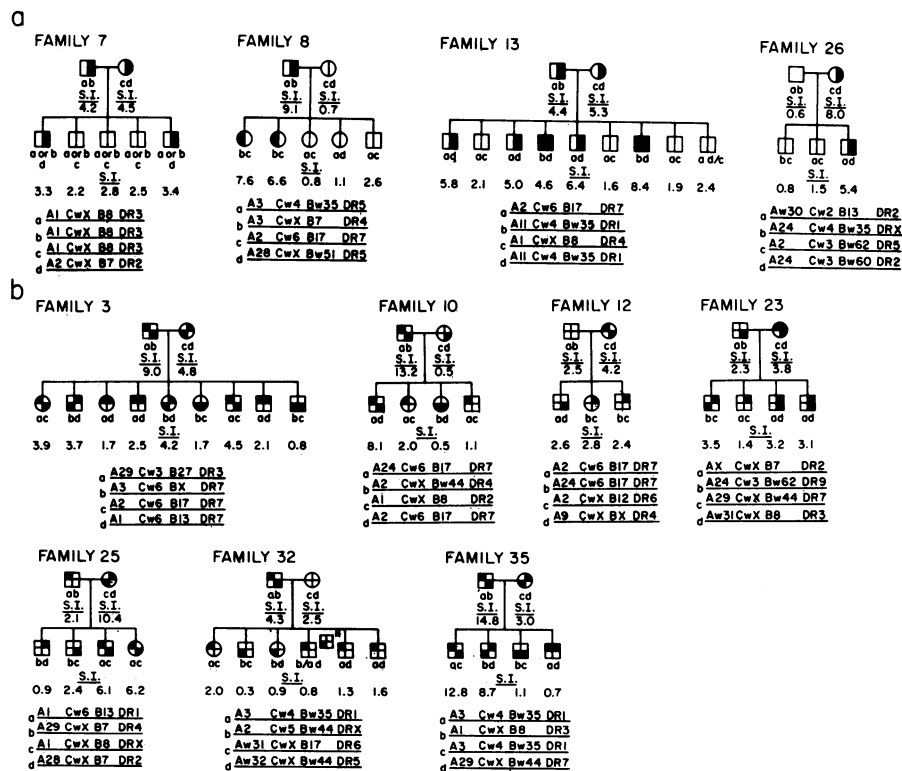 a
FAMILY 7 FAMILY 8 FAMILY 13 FAMILY 26
ab cd ab cd ab cd ab cd
S.I. S.I. S.I. S.I. S.I. S.I. S.I. S.I.
4.2 4.5 9.1 0.7 4.4 5.3 0.6 8.0
a or b a or b a or b a or b a or b bc bc ac ad ac ad ac ad bd ad ac bd ac a d/c bc ac ad
d c c c d
S.I. S.I. S.I. S.I.
3.3 2.2 2.8 2.5 3.4 7.6 6.6 0.8 1.1 2.6 5.8 2.1 5.0 4.6 6.4 1.6 8.4 1.9 2.4 0.8 1.5 5.4
a A1 CwX B8 DR3 a A3 Cw4 Bw35 DR5 a A2 Cw6 B17 DR7 a Aw30 Cw2 B13 DR2
b A1 CwX B8 DR3 b A3 CwX B7 DR4 b A11 Cw4 Bw35 DR1 b A24 Cw4 Bw35 DRX
c A1 CwX B8 DR3 c A2 Cw6 B17 DR7 c A1 CwX B8 DR4 c A2 Cw3 Bw62 DR5
d A2 CwX B7 DR2 d A28 CwX Bw51 DR5 d A11 Cw4 Bw35 DR1 d A24 Cw3 Bw60 DR2
b
FAMILY 3 FAMILY 10 FAMILY 12 FAMILY 23
ab cd ab cd ab cd ab cd
S.I. S.I. S.I. S.I. S.I. S.I. S.I. S.I.
9.0 4.8 13.2 0.5 2.5 4.2 2.3 3.8
ac bd ad ad bd bc ac ad bc ad ac bd ac ad bc bc bc ac ad ad
S.I. S.I. S.I. S.I.
3.9 3.7 1.7 2.5 4.2 1.7 4.5 2.1 0.8 8.1 2.0 0.5 1.1 2.6 2.8 2.4 3.5 1.4 3.2 3.1
a A29 Cw3 B27 DR3 a A24 Cw6 B17 DR7 a A2 Cw6 B17 DR7 a AX CwX B7 DR2
b A3 Cw6 BX DR7 b A2 CwX Bw44 DR4 b A24 Cw6 B17 DR7 b A24 Cw3 Bw62 DR9
c A2 Cw6 B17 DR7 c A1 CwX B8 DR2 c A2 CwX B12 DR6 c A29 CwX Bw44 DR7
d A1 Cw6 B13 DR7 d A2 Cw6 B17 DR7 d A9 CwX BX DR4 d Aw31 CwX B8 DR3
FAMILY 25 FAMILY 32 FAMILY 35
ab cd ab cd ab cd
S.I. S.I. S.I. S.I. S.I. S.I.
2.1 10.4 4.3 2.5 14.8 3.0
bd bc ac ac ac bc bd b/ad ad ad ac bd bc ad
S.I. S.I. S.I.
0.9 2.4 6.1 6.2 2.0 0.3 0.9 0.8 1.3 1.6 12.8 8.7 1.1 0.7
a A1 Cw6 B13 DR1 a A3 Cw4 Bw35 DR1 a A3 Cw4 Bw35 DR1
b A29 CwX B7 DR4 b A2 Cw5 Bw44 DRX b A1 CwX B8 DR3
c A1 CwX B8 DRX c Aw31 CwX B17 DR6 c A3 Cw4 Bw35 DR1
d A28 CwX B7 DR2 d Aw32 CwX Bw44 DR5 d A29 CwX Bw44 DR7